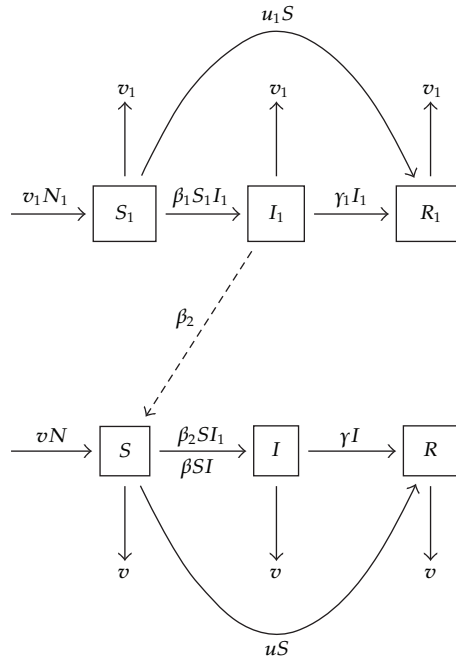 u₁S
v₁ v₁ v₁
v₁N₁ S₁ β₁S₁I₁ I₁ γ₁I₁ R₁
β₂
vN S β₂SI₁ I γI R
βSI
v v v
uS